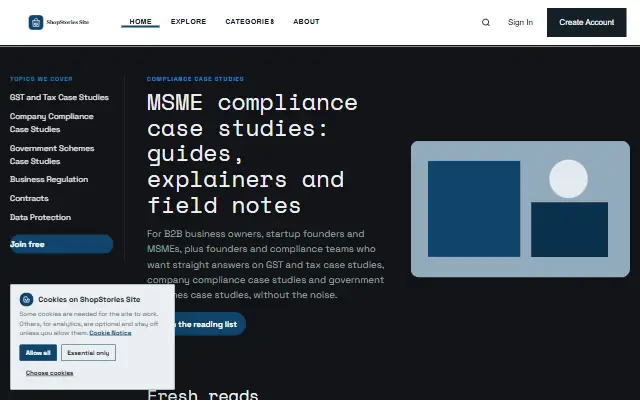 ShopStories Site
HOME
EXPLORE
CATEGORIES
ABOUT
Sign In
Create Account
TOPICS WE COVER
GST and Tax Case Studies
Company Compliance
Case Studies
Government Schemes
Case Studies
Business Regulation
Contracts
Data Protection
Join free
COMPLIANCE CASE STUDIES
MSME compliance
case studies:
guides,
explainers and
field notes
For B2B business owners, startup founders and
MSMEs, plus founders and compliance teams who
want straight answers on GST and tax case studies,
company compliance case studies and government
case studies, without the noise.
the reading list
Cookies on ShopStories Site
Some cookies are needed for the site to work.
Others, for analytics, are optional and stay off
unless you allow them. Cookie Notice
Allow all
Essential only
Choose cookies
Fresh reads